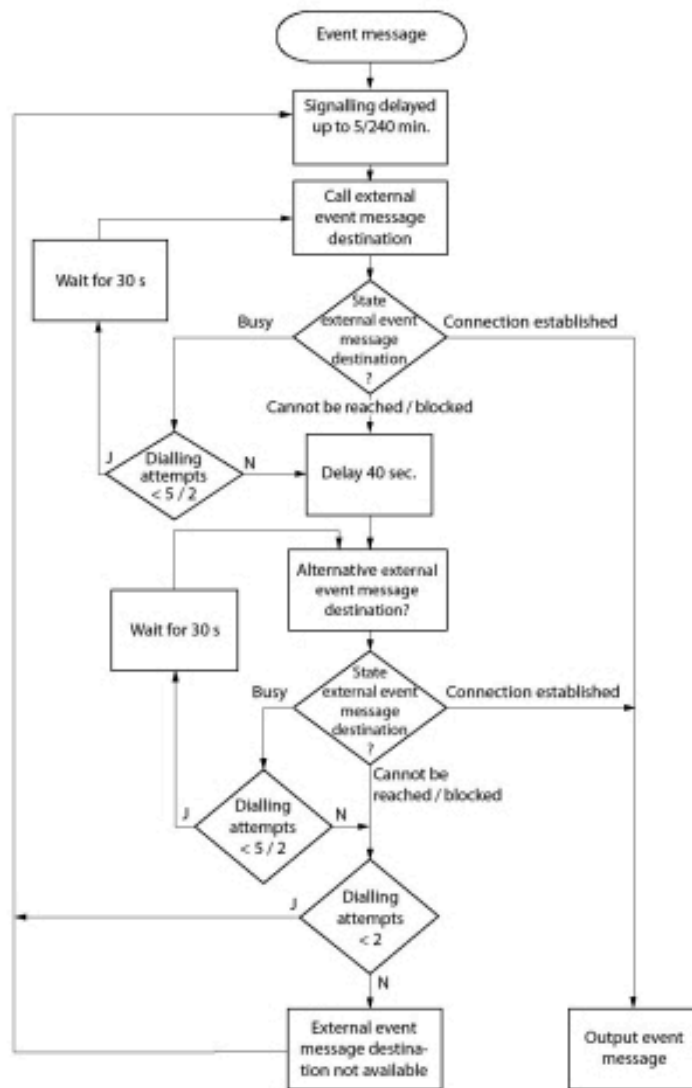 Event message
Signalling delayed
up to 5/240 min.
Call external
event message
destination
Wait for 30 s
State
external event
message
destination
?
Busy
Connection established
Cannot be reached / blocked
J
Dialling
attempts
< 5 / 2
N
Delay 40 sec.
Alternative external
event message
destination?
Wait for 30 s
State
external event
message
destination
?
Busy
Connection established
Cannot be
reached / blocked
J
Dialling
attempts
< 5 / 2
N
J
Dialling
attempts
< 2
N
External event
message destina-
tion not available
Output event
message